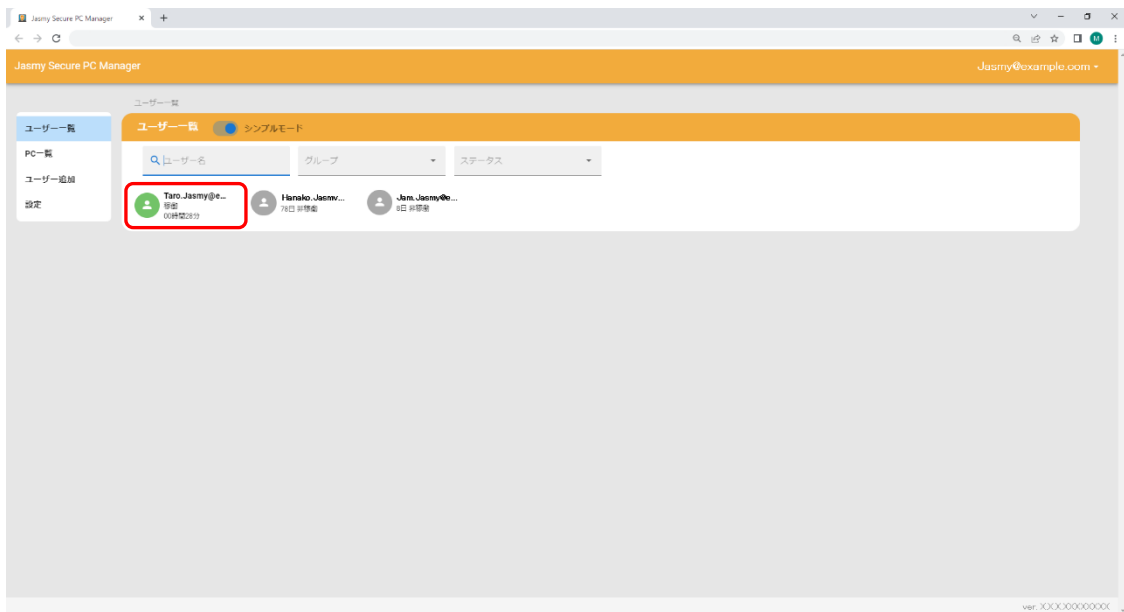 Jasmy Secure PC Manager
Jasmy Secure PC Manager
Jasmy@example.com
ユーザー一覧
ユーザー一覧
PC一覧
ユーザー追加
設定
ユーザー一覧 シンプルモード
ユーザー名 グループ ステータス
Taro.Jasmy@e...
稼働
00時間28分
Hanako.Jasmy...
78日 非稼働
Jam.Jasmy@e...
8日 非稼働
M
ver. XXXXXXXXXXX